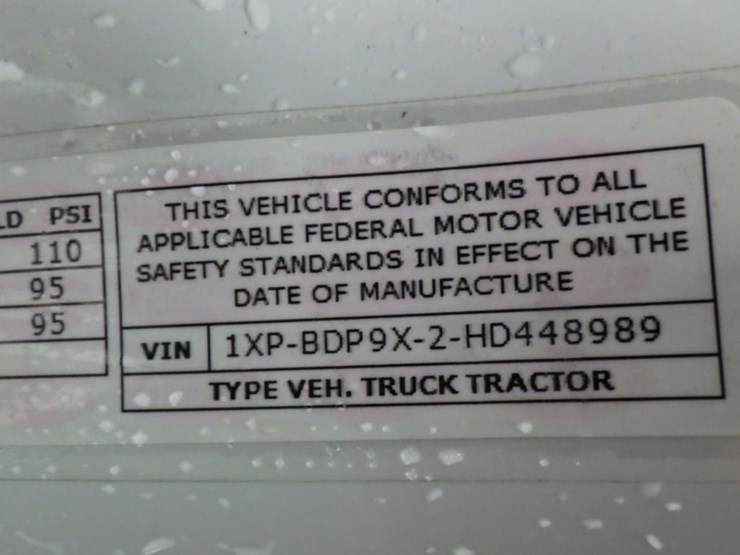 LD PSI
110
95
95
THIS VEHICLE CONFORMS TO ALL
APPLICABLE FEDERAL MOTOR VEHICLE
SAFETY STANDARDS IN EFFECT ON THE
DATE OF MANUFACTURE
VIN 1XP-BDP9X-2-HD448989
TYPE VEH. TRUCK TRACTOR